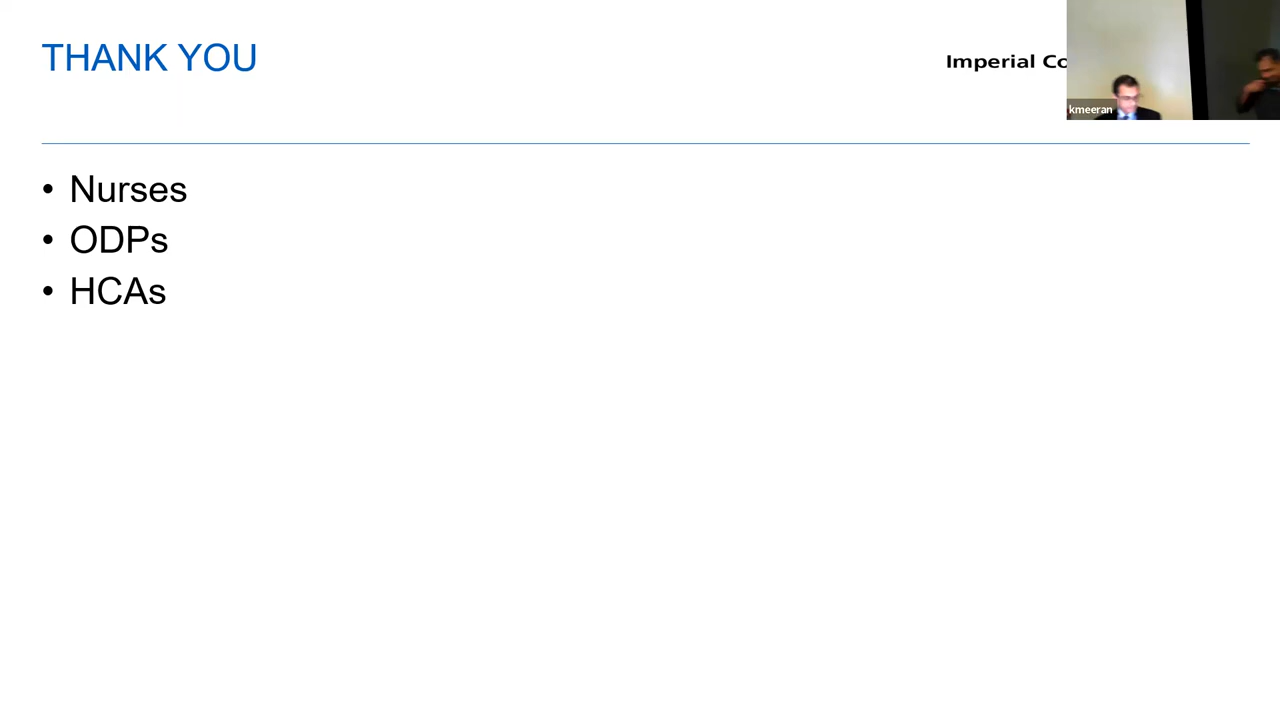 THANK YOU
Imperial Co
kmeeran
• Nurses
• ODPs
• HCAs